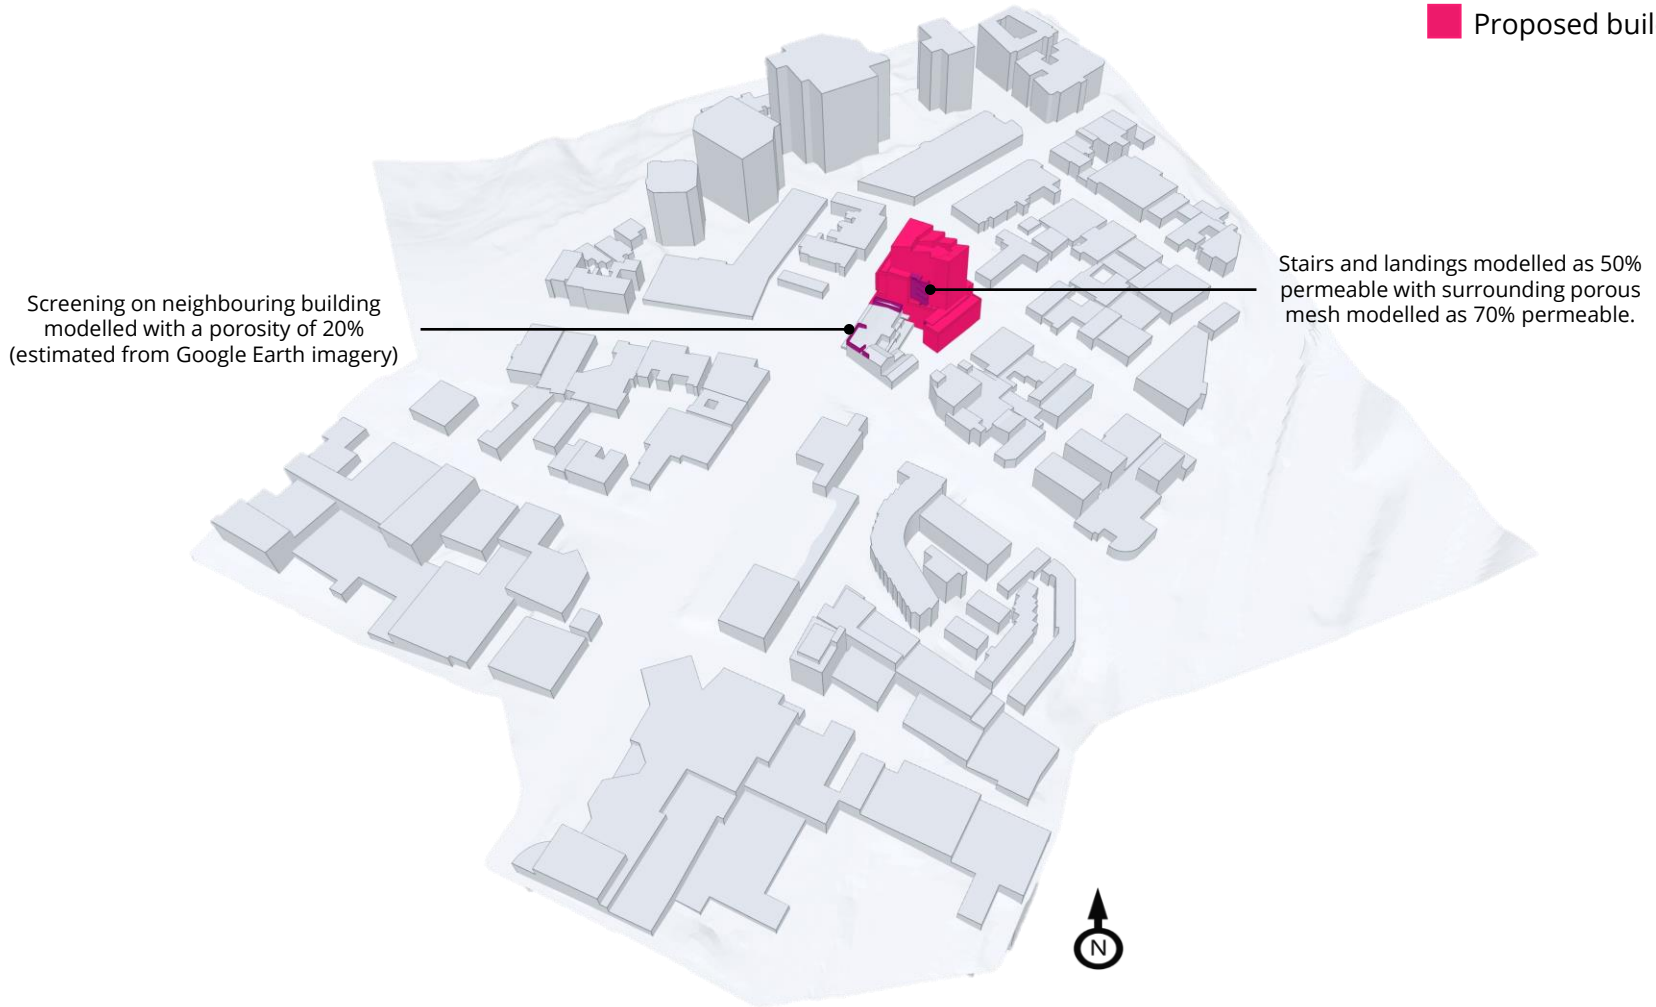 Proposed buil
Stairs and landings modelled as 50%
permeable with surrounding porous
mesh modelled as 70% permeable.
Screening on neighbouring building
modelled with a porosity of 20%
(estimated from Google Earth imagery)
N